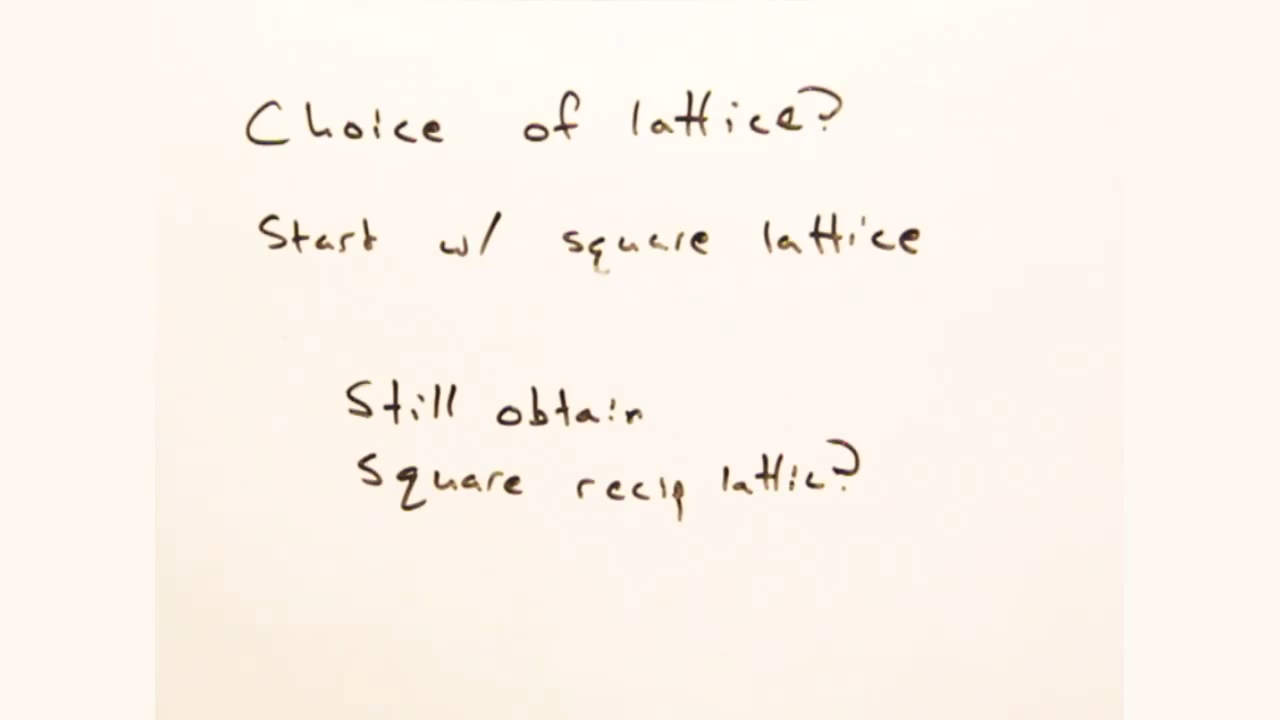 Choice of lattice?
Start w/ square lattice
Still obtain
square recip lattic?